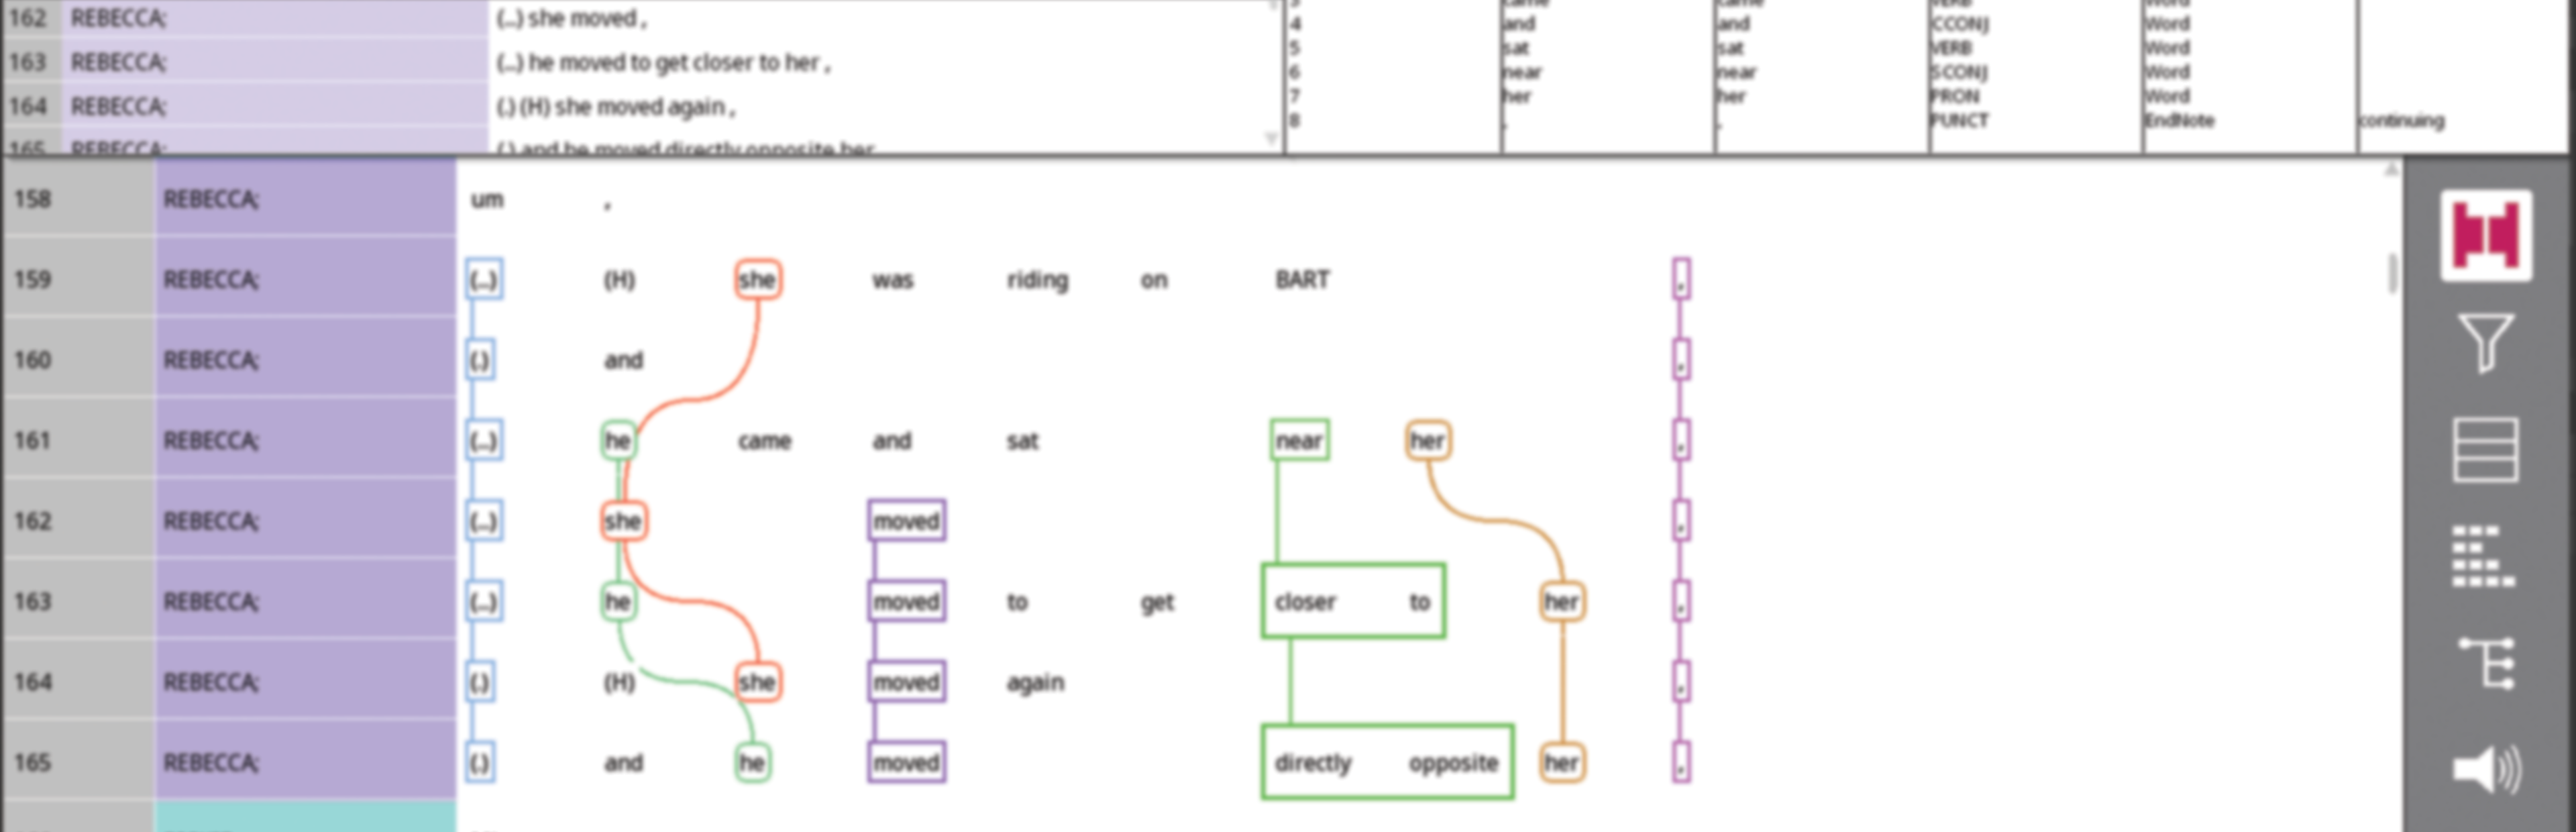 162 REBECCA; (...) she moved ,
163 REBECCA; (...) he moved to get closer to her ,
164 REBECCA; (.) (H) she moved again ,
165 REBECCA; (.) and he moved directly opposite her
3 came came VERB Word
4 and and CCONJ Word
5 sat sat VERB Word
6 near near SCONJ Word
7 her her PRON Word
8 , , PUNCT EndNote continuing
158 REBECCA; um ,
159 REBECCA; (...) (H) she was riding on BART ,
160 REBECCA; (.) and ,
161 REBECCA; (...) he came and sat near her ,
162 REBECCA; (...) she moved ,
163 REBECCA; (...) he moved to get closer to her ,
164 REBECCA; (.) (H) she moved again ,
165 REBECCA; (.) and he moved directly opposite her ,